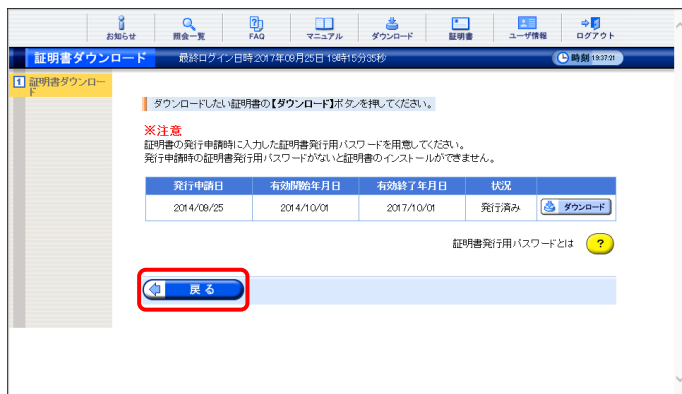 お知らせ 照会一覧 FAQ マニュアル ダウンロード 証明書 ユーザ情報 ログアウト
証明書ダウンロード 最終ログイン日時:2017年09月25日 19時15分35秒 時刻 19:37:21
1 証明書ダウンロー
ド
ダウンロードしたい証明書の【ダウンロード】ボタンを押してください。
※注意
証明書の発行申請時に入力した証明書発行用パスワードを用意してください。
発行申請時の証明書発行用パスワードがないと証明書のインストールができません。
発行申請日 有効開始年月日 有効終了年月日 状況
2014/09/25 2014/10/01 2017/10/01 発行済み ダウンロード
証明書発行用パスワードとは ?
戻る